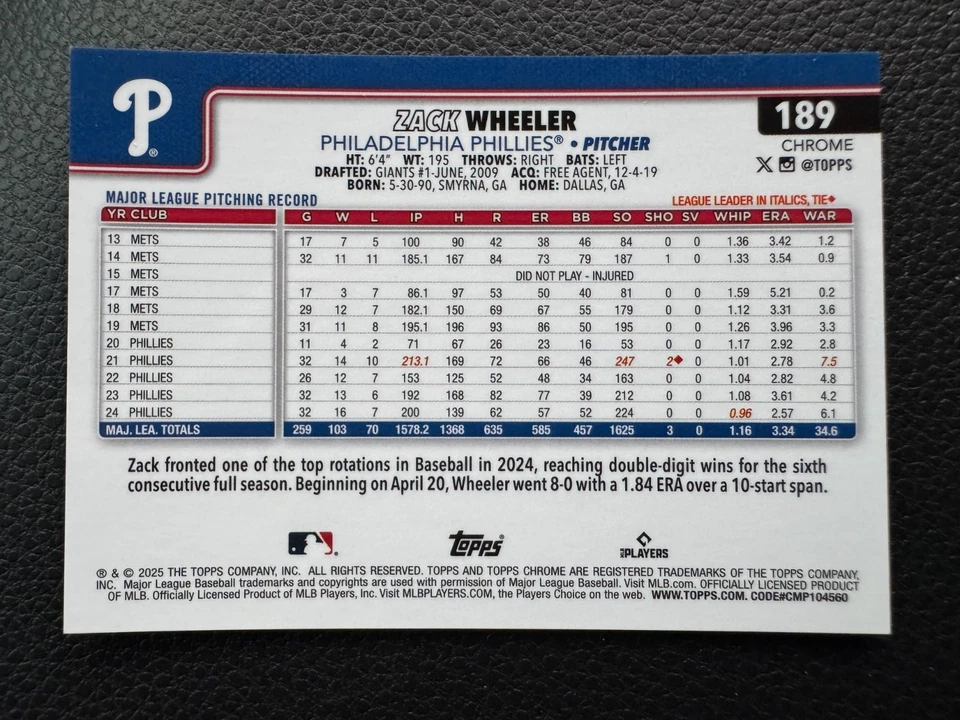 P®
ZACK WHEELER
189
PHILADELPHIA PHILLIES® • PITCHER
CHROME
HT: 6'4" WT: 195 THROWS: RIGHT BATS: LEFT
X @TOPPS
DRAFTED: GIANTS #1-JUNE, 2009 ACQ: FREE AGENT, 12-4-19
BORN: 5-30-90, SMYRNA, GA HOME: DALLAS, GA
MAJOR LEAGUE PITCHING RECORD LEAGUE LEADER IN ITALICS, TIE◆
YR CLUB G W L IP H R ER BB SO SHO SV WHIP ERA WAR
13 METS 17 7 5 100 90 42 38 46 84 0 0 1.36 3.42 1.2
14 METS 32 11 11 185.1 167 84 73 79 187 1 0 1.33 3.54 0.9
15 METS DID NOT PLAY - INJURED
17 METS 17 3 7 86.1 97 53 50 40 81 0 0 1.59 5.21 0.2
18 METS 29 12 7 182.1 150 69 67 55 179 0 0 1.12 3.31 3.6
19 METS 31 11 8 195.1 196 93 86 50 195 0 0 1.26 3.96 3.3
20 PHILLIES 11 4 2 71 67 26 23 16 53 0 0 1.17 2.92 2.8
21 PHILLIES 32 14 10 213.1 169 72 66 46 247 2◆ 0 1.01 2.78 7.5
22 PHILLIES 26 12 7 153 125 52 48 34 163 0 0 1.04 2.82 4.8
23 PHILLIES 32 13 6 192 168 82 77 39 212 0 0 1.08 3.61 4.2
24 PHILLIES 32 16 7 200 139 62 57 52 224 0 0 0.96 2.57 6.1
MAJ. LEA. TOTALS 259 103 70 1578.2 1368 635 585 457 1625 3 0 1.16 3.34 34.6
Zack fronted one of the top rotations in Baseball in 2024, reaching double-digit wins for the sixth
consecutive full season. Beginning on April 20, Wheeler went 8-0 with a 1.84 ERA over a 10-start span.
Topps® MLB PLAYERS
® & © 2025 THE TOPPS COMPANY, INC. ALL RIGHTS RESERVED. TOPPS AND TOPPS CHROME ARE REGISTERED TRADEMARKS OF THE TOPPS COMPANY,
INC. Major League Baseball trademarks and copyrights are used with permission of Major League Baseball. Visit MLB.com. OFFICIALLY LICENSED PRODUCT
OF MLB. Officially Licensed Product of MLB Players, Inc. Visit MLBPLAYERS.COM, the Players Choice on the web. WWW.TOPPS.COM. CODE#CMP104560